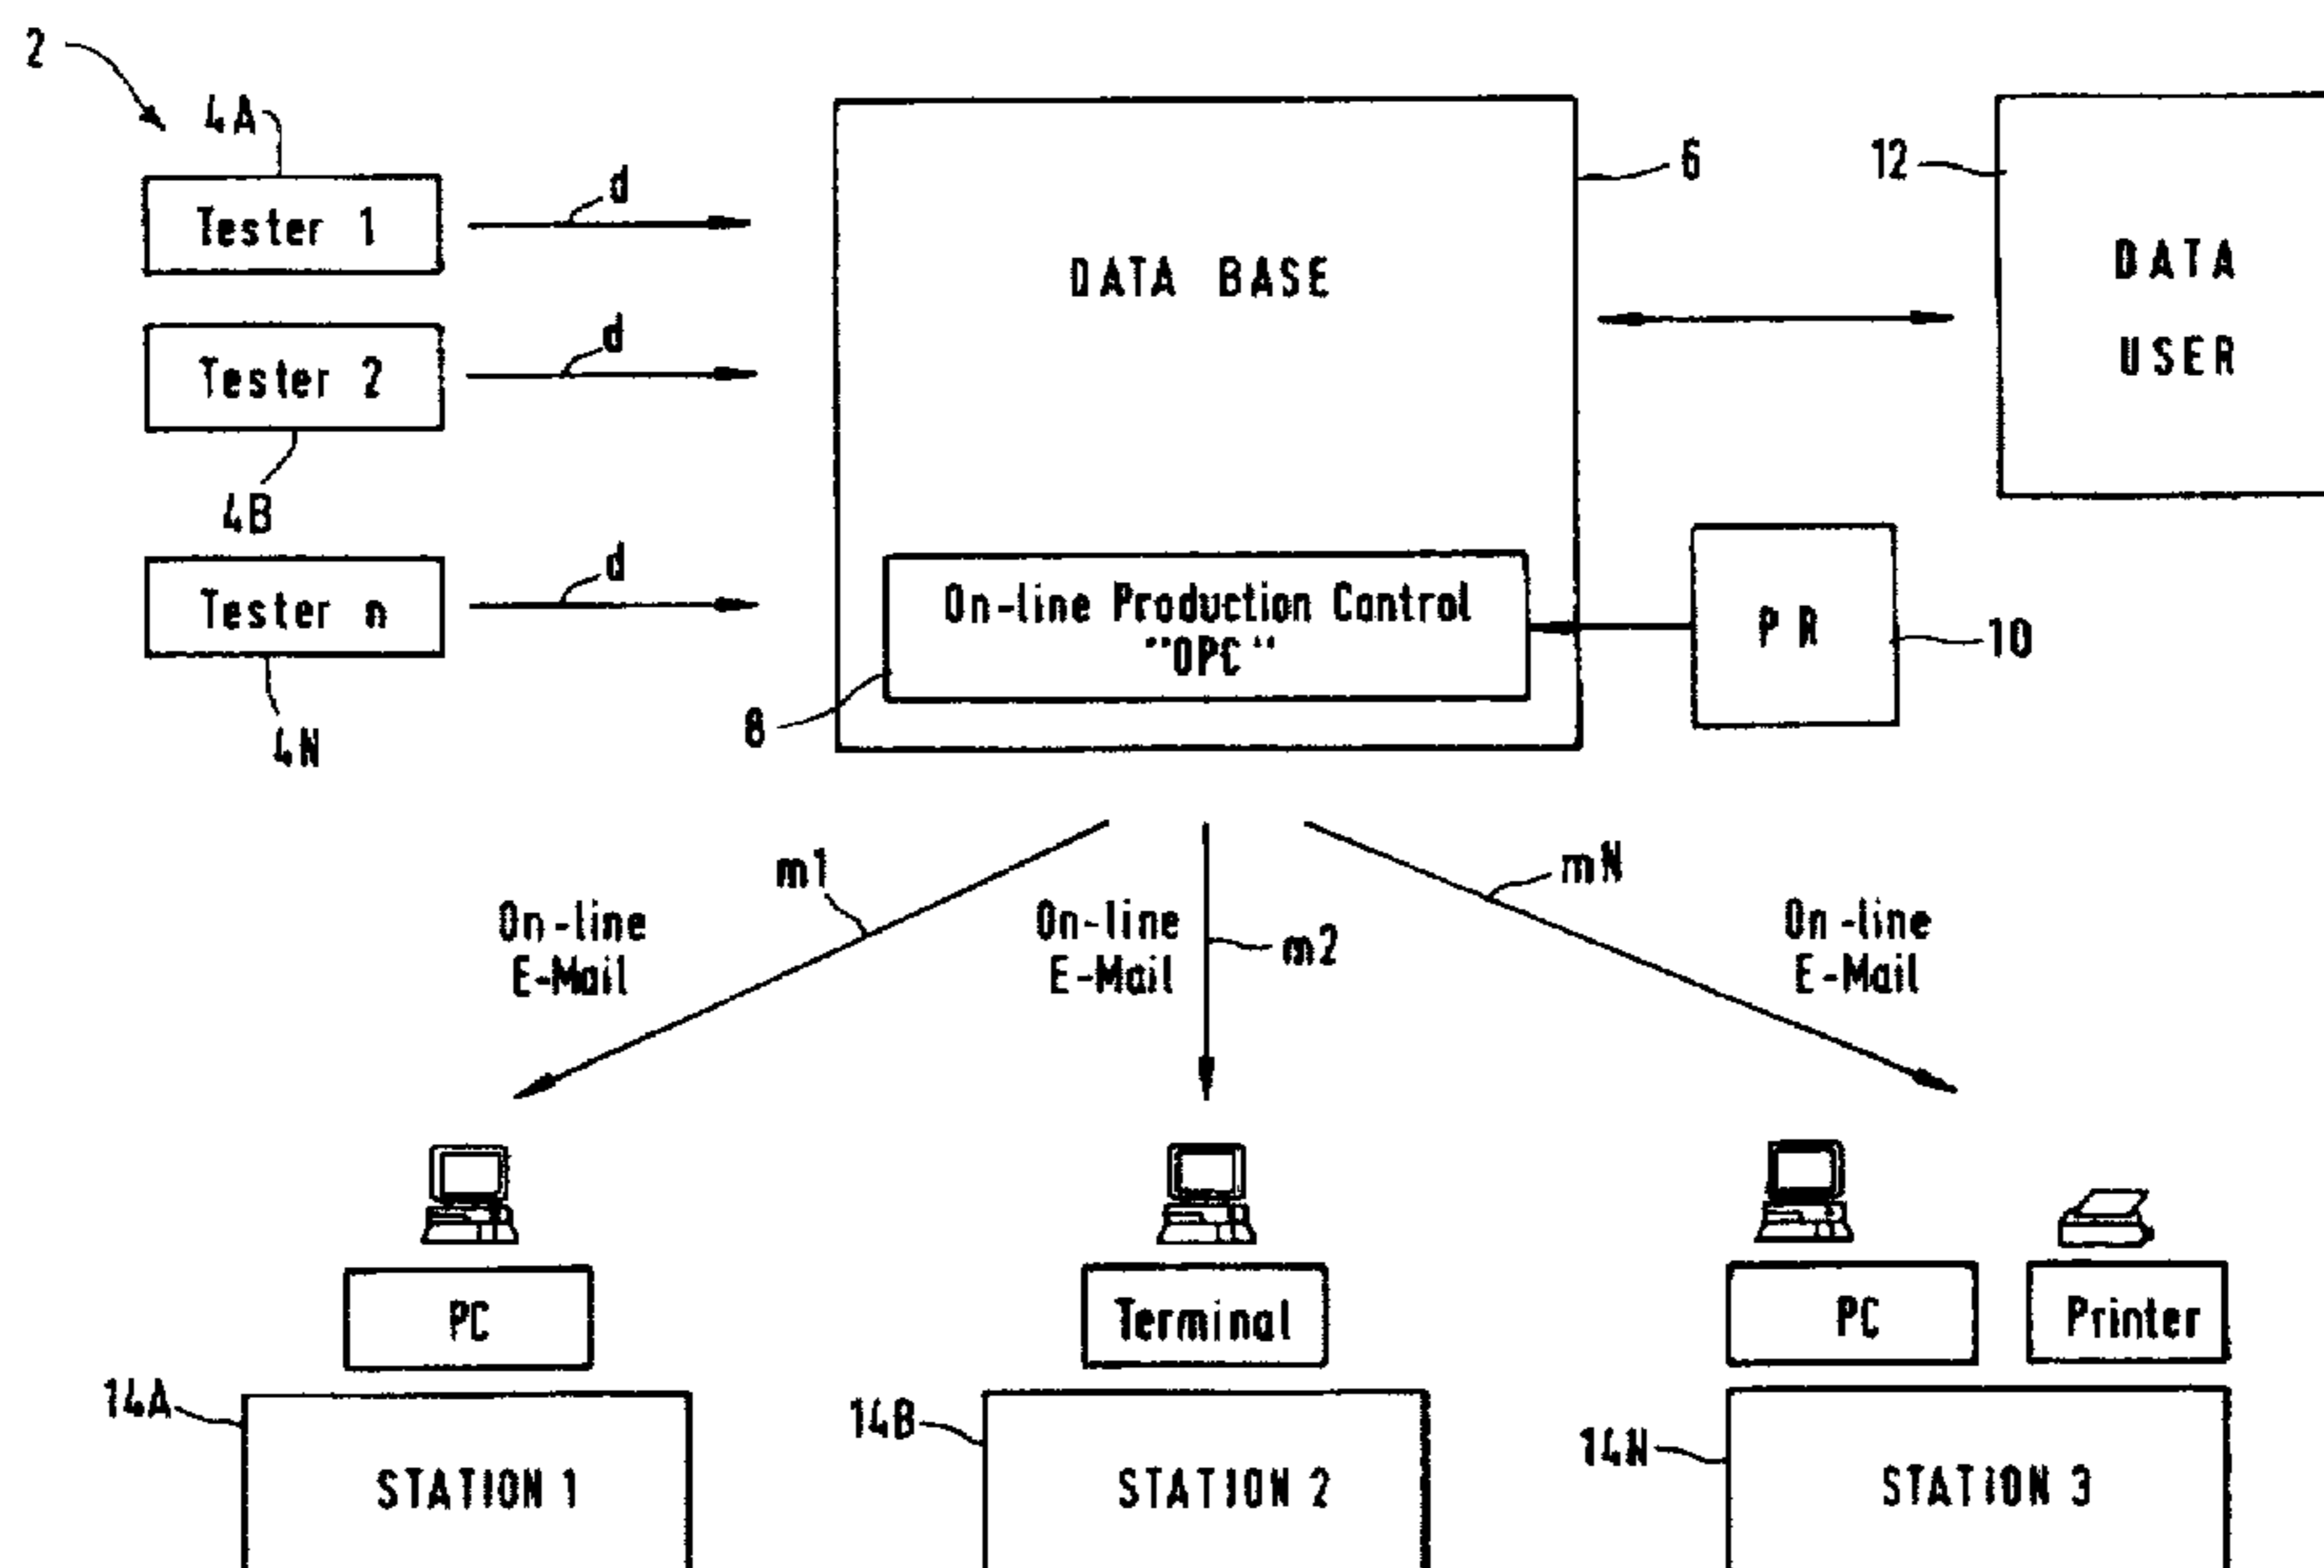 2
4A
Tester 1
d
Tester 2
d
4B
Tester n
d
4N
DATA BASE
6
On-line Production Control
"OPC"
8
PR
10
12
DATA
USER
m1
On-line
E-Mail
On-line
E-Mail
m2
mN
On-line
E-Mail
PC
14A
STATION 1
Terminal
14B
STATION 2
PC
Printer
14N
STATION 3